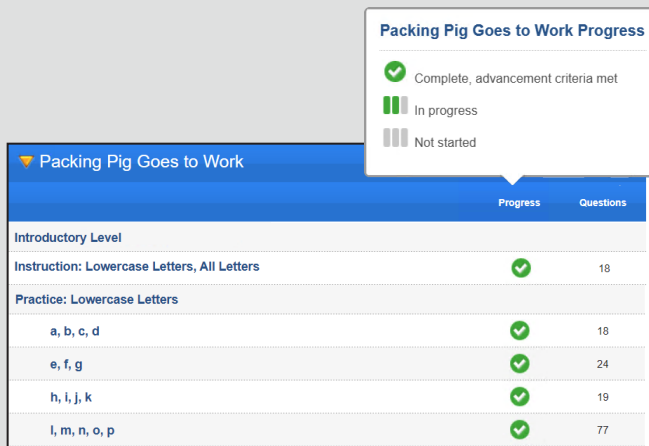 Packing Pig Goes to Work Progress
Complete, advancement criteria met
In progress
Not started
Packing Pig Goes to Work
Progress Questions
Introductory Level
Instruction: Lowercase Letters, All Letters 18
Practice: Lowercase Letters
a, b, c, d 18
e, f, g 24
h, i, j, k 19
l, m, n, o, p 77